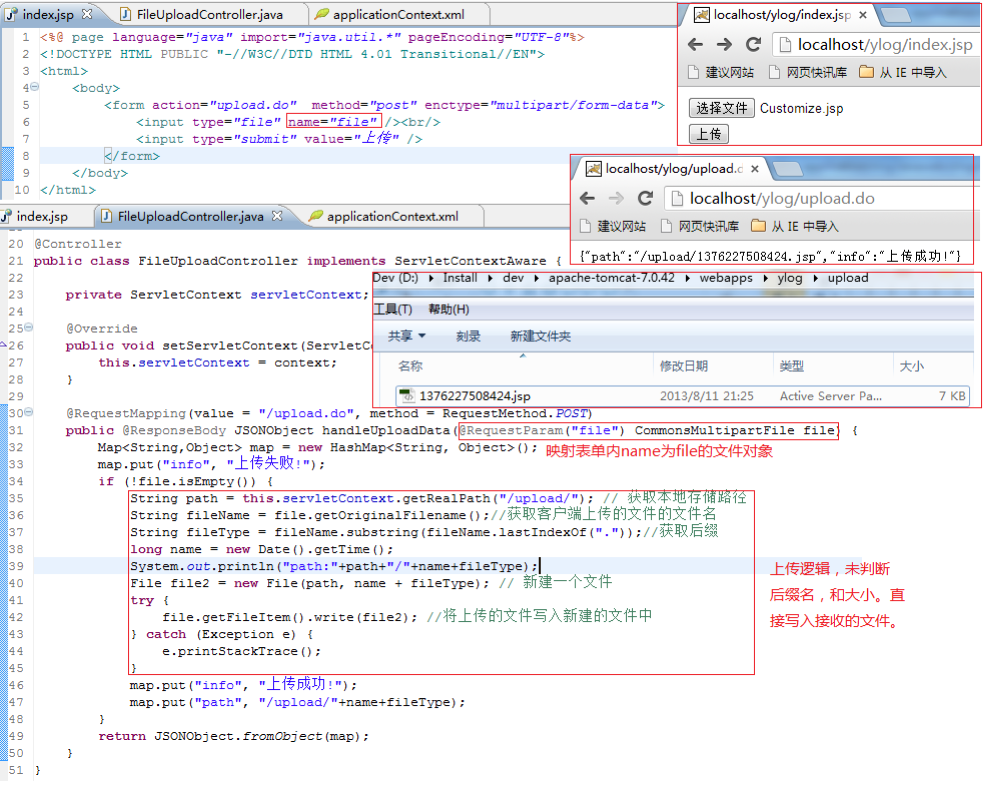 index.jsp FileUploadController.java applicationContext.xml
1 <%@ page language="java" import="java.util.*" pageEncoding="UTF-8"%>
2 <!DOCTYPE HTML PUBLIC "-//W3C//DTD HTML 4.01 Transitional//EN">
3 <html>
4 <body>
5 <form action="upload.do"  method="post" enctype="multipart/form-data">
6 <input type="file" name="file" /><br/>
7 <input type="submit" value="上传" />
8 </form>
9 </body>
10 </html>
localhost/ylog/index.jsp
localhost/ylog/index.jsp
建议网站 网页快讯库 从 IE 中导入
选择文件 Customize.jsp
上传
localhost/ylog/upload.d
localhost/ylog/upload.do
建议网站 网页快讯库 从 IE 中导入
{"path":"/upload/1376227508424.jsp","info":"上传成功!"}
Dev (D:) Install dev apache-tomcat-7.0.42 webapps ylog upload
工具(T) 帮助(H)
共享 刻录 新建文件夹
名称 修改日期 类型 大小
1376227508424.jsp 2013/8/11 21:25 Active Server Pa... 7 KB
index.jsp FileUploadController.java applicationContext.xml
20 @Controller
21 public class FileUploadController implements ServletContextAware {
22
23 private ServletContext servletContext;
24
25 @Override
26 public void setServletContext(ServletC
27 this.servletContext = context;
28 }
29
30 @RequestMapping(value = "/upload.do", method = RequestMethod.POST)
31 public @ResponseBody JSONObject handleUploadData(@RequestParam("file") CommonsMultipartFile file) {
32 Map<String,Object> map = new HashMap<String, Object>(); 映射表单内name为file的文件对象
33 map.put("info", "上传失败!");
34 if (!file.isEmpty()) {
35 String path = this.servletContext.getRealPath("/upload/"); // 获取本地存储路径
36 String fileName = file.getOriginalFilename();//获取客户端上传的文件的文件名
37 String fileType = fileName.substring(fileName.lastIndexOf("."));//获取后缀
38 long name = new Date().getTime();
39 System.out.println("path:"+path+"/"+name+fileType);
40 File file2 = new File(path, name + fileType); // 新建一个文件
41 try {
42 file.getFileItem().write(file2); //将上传的文件写入新建的文件中
43 } catch (Exception e) {
44 e.printStackTrace();
45 }
46 map.put("info", "上传成功!");
47 map.put("path", "/upload/"+name+fileType);
48 }
49 return JSONObject.fromObject(map);
50 }
51 }
上传逻辑，未判断
后缀名，和大小。直
接写入接收的文件。